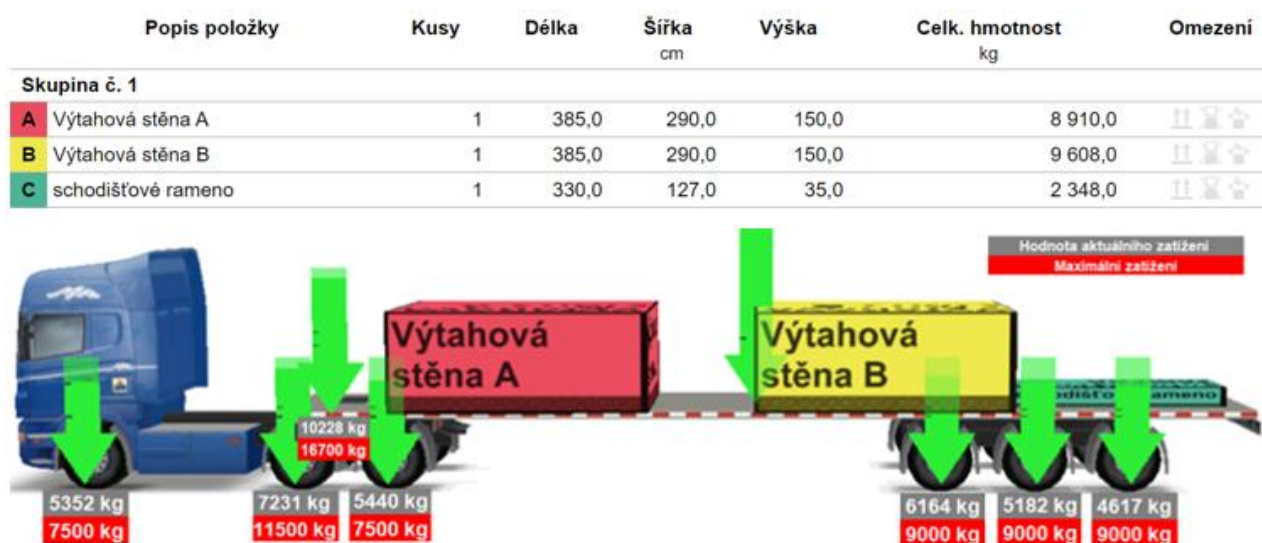 Popis položky Kusy Délka Šířka Výška Celk. hmotnost Omezení
cm kg
Skupina č. 1
A Výtahová stěna A 1 385,0 290,0 150,0 8 910,0
B Výtahová stěna B 1 385,0 290,0 150,0 9 608,0
C schodišťové rameno 1 330,0 127,0 35,0 2 348,0
Hodnota aktuálního zatížení
Maximální zatížení
Výtahová
stěna A
Výtahová
stěna B
10228 kg
16700 kg
5352 kg
7500 kg
7231 kg
11500 kg
5440 kg
7500 kg
6164 kg
9000 kg
5182 kg
9000 kg
4617 kg
9000 kg